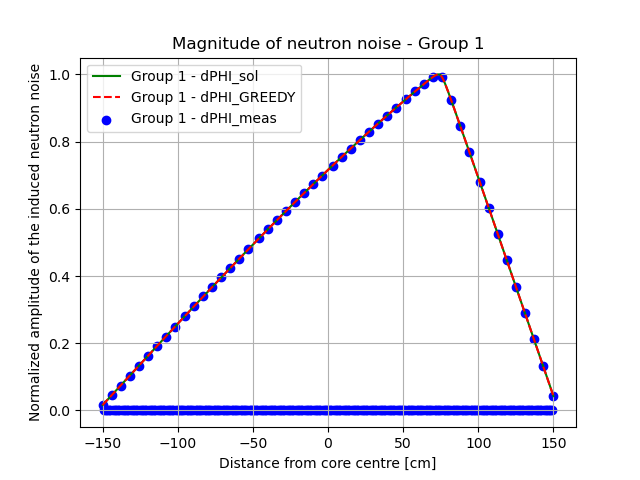 Magnitude of neutron noise - Group 1
Normalized amplitude of the induced neutron noise
1.0
0.8
0.6
0.4
0.2
0.0
Group 1 - dPHI_sol
Group 1 - dPHI_GREEDY
Group 1 - dPHI_meas
−150 −100 −50 0 50 100 150
Distance from core centre [cm]